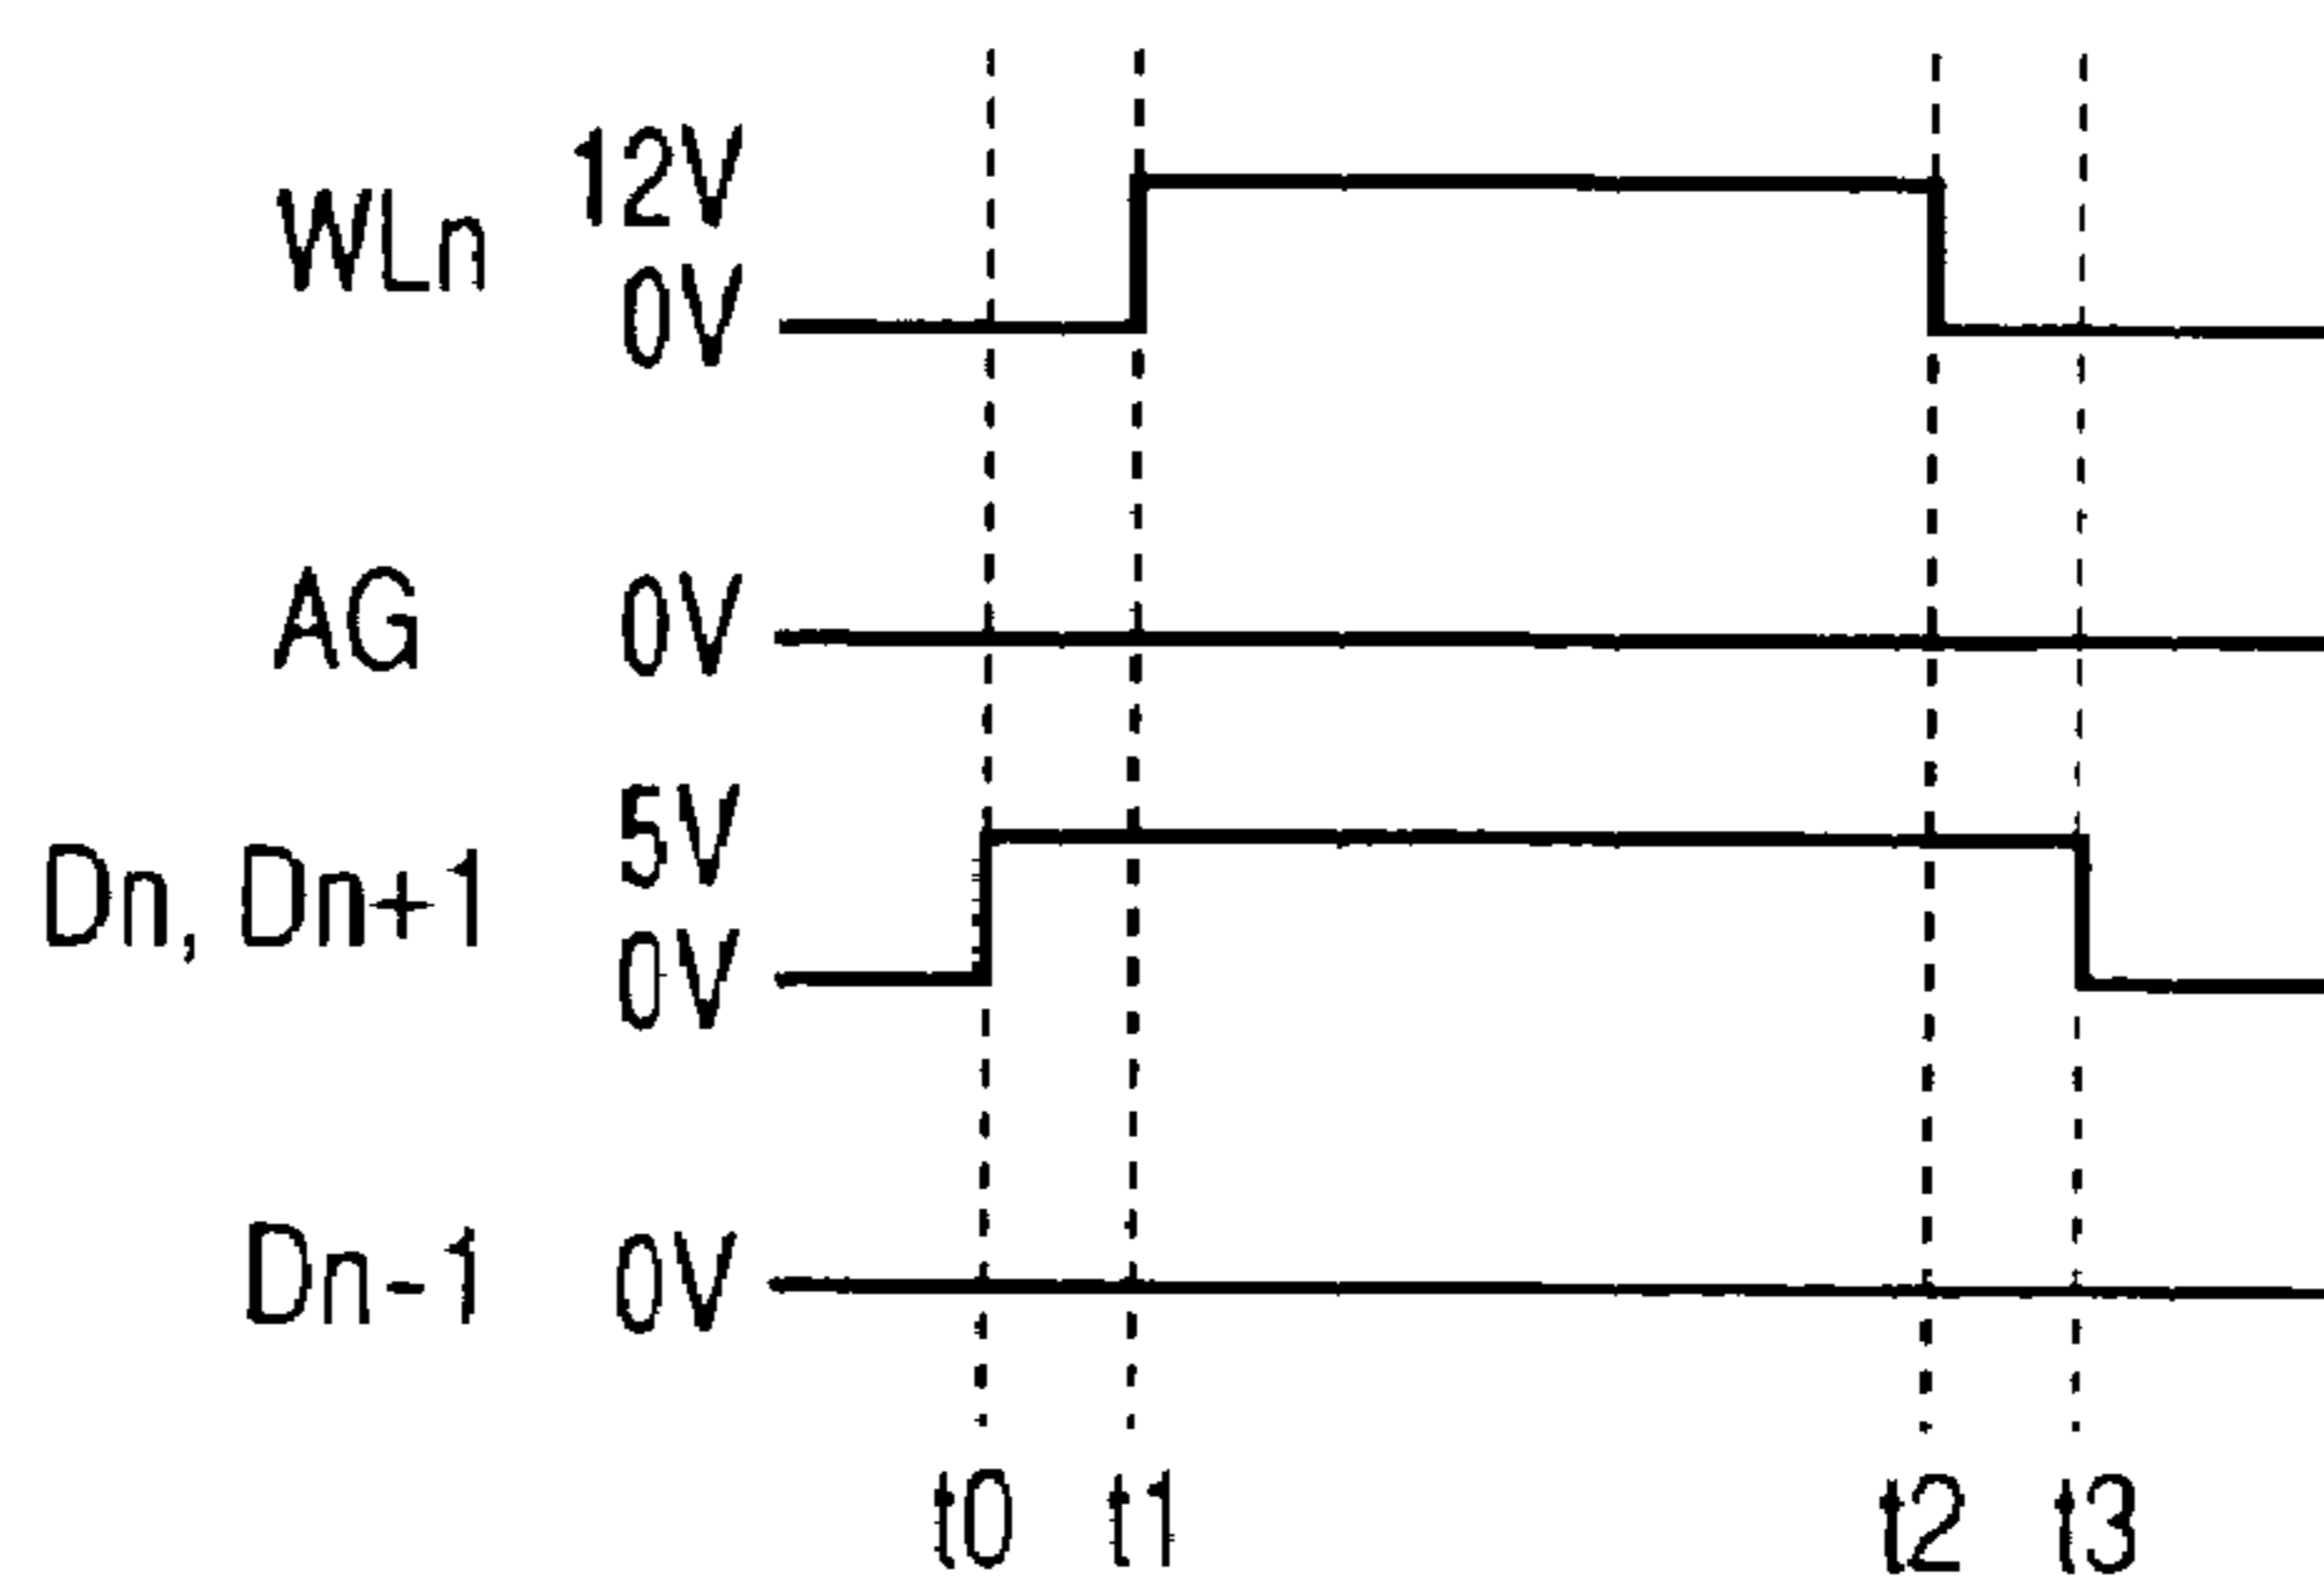 12V
WLn
0V
AG 0V
5V
Dn, Dn+1
0V
Dn-1 0V
t0 t1 t2 t3